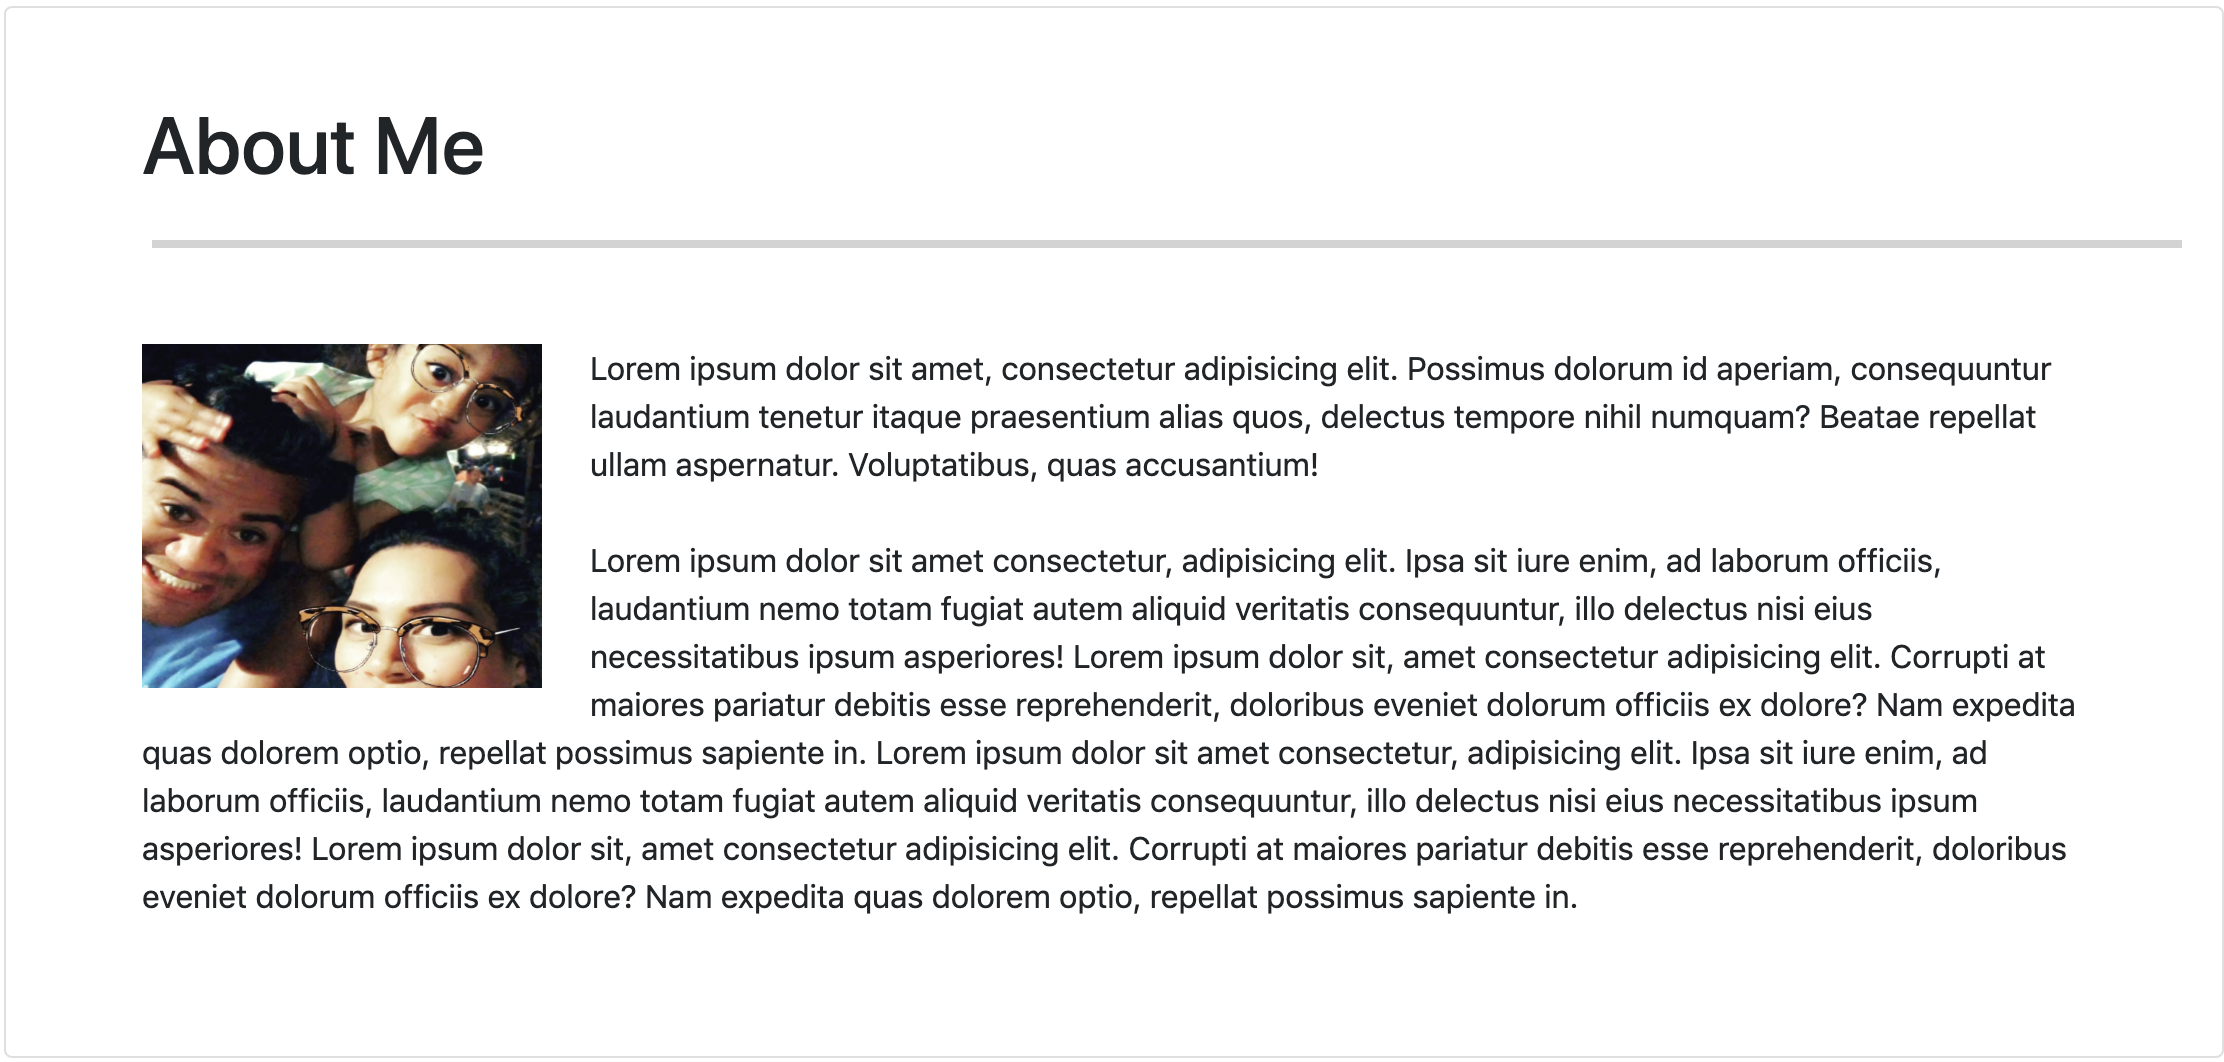 About Me
Lorem ipsum dolor sit amet, consectetur adipisicing elit. Possimus dolorum id aperiam, consequuntur
laudantium tenetur itaque praesentium alias quos, delectus tempore nihil numquam? Beatae repellat
ullam aspernatur. Voluptatibus, quas accusantium!
Lorem ipsum dolor sit amet consectetur, adipisicing elit. Ipsa sit iure enim, ad laborum officiis,
laudantium nemo totam fugiat autem aliquid veritatis consequuntur, illo delectus nisi eius
necessitatibus ipsum asperiores! Lorem ipsum dolor sit, amet consectetur adipisicing elit. Corrupti at
maiores pariatur debitis esse reprehenderit, doloribus eveniet dolorum officiis ex dolore? Nam expedita
quas dolorem optio, repellat possimus sapiente in. Lorem ipsum dolor sit amet consectetur, adipisicing elit. Ipsa sit iure enim, ad
laborum officiis, laudantium nemo totam fugiat autem aliquid veritatis consequuntur, illo delectus nisi eius necessitatibus ipsum
asperiores! Lorem ipsum dolor sit, amet consectetur adipisicing elit. Corrupti at maiores pariatur debitis esse reprehenderit, doloribus
eveniet dolorum officiis ex dolore? Nam expedita quas dolorem optio, repellat possimus sapiente in.